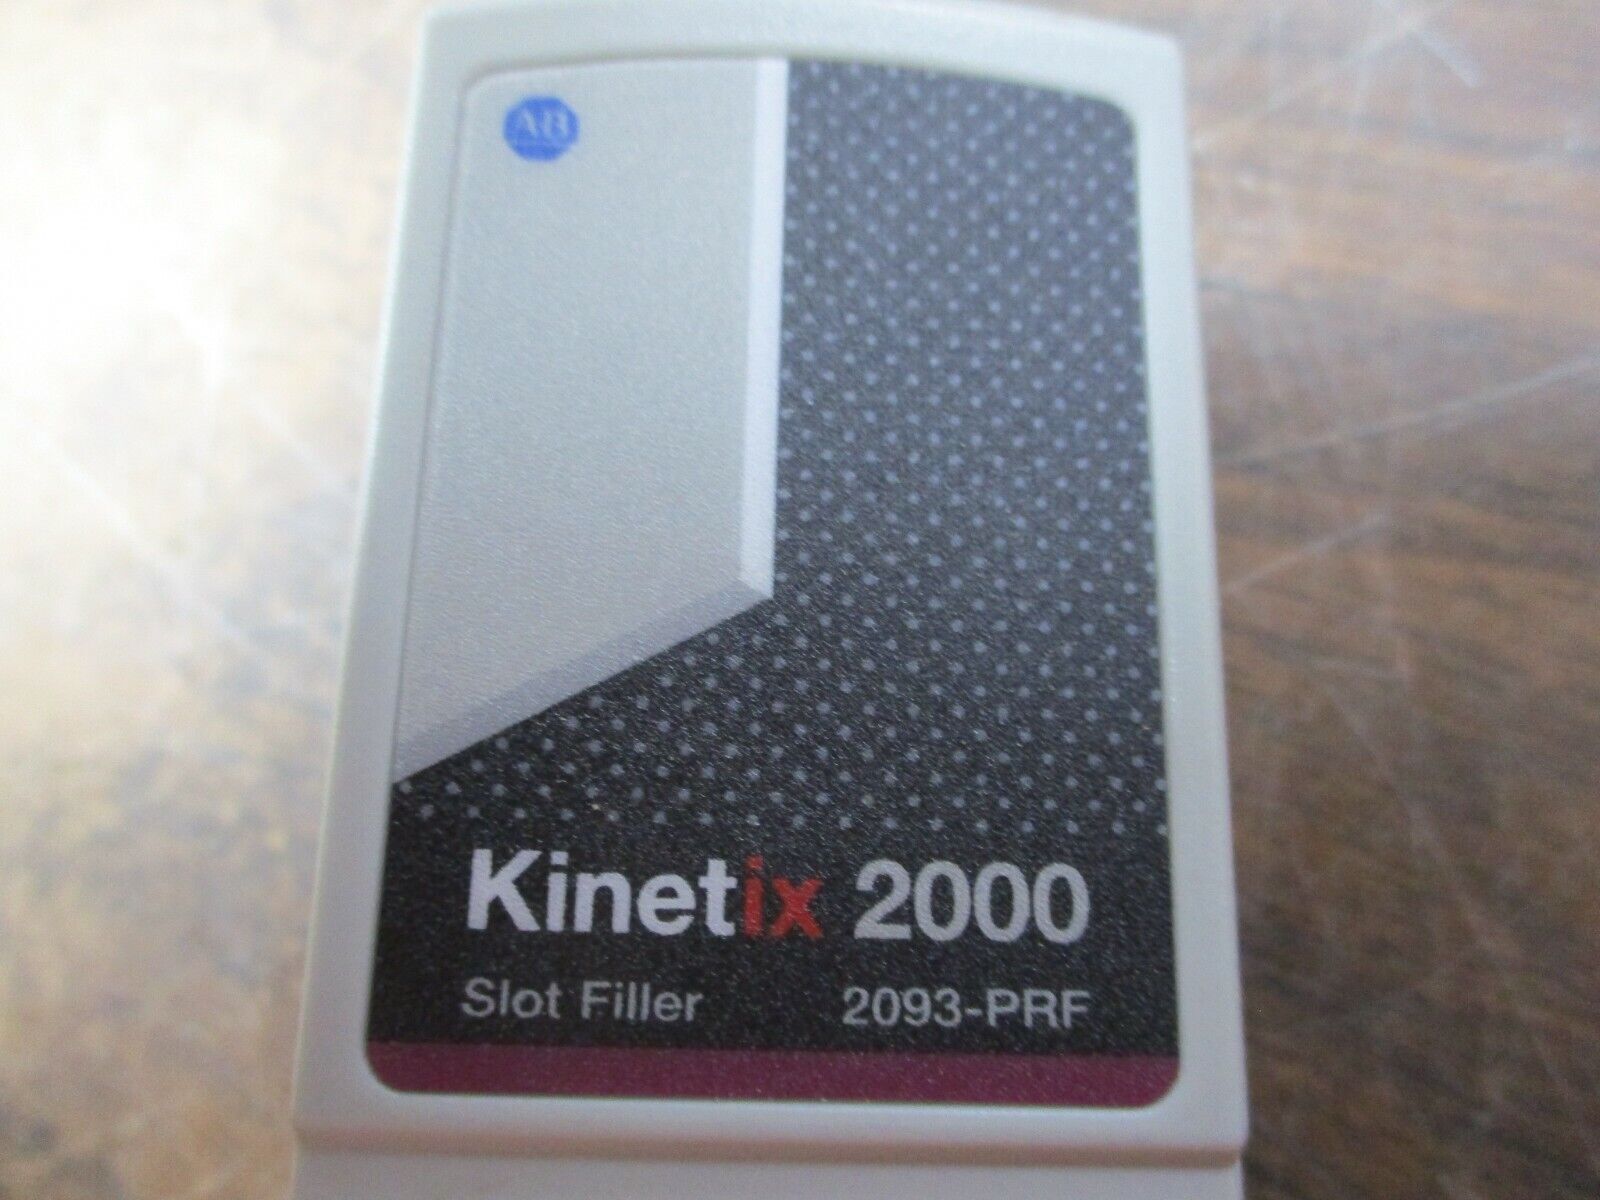 AB
Kinetix 2000
Slot Filler 2093-PRF